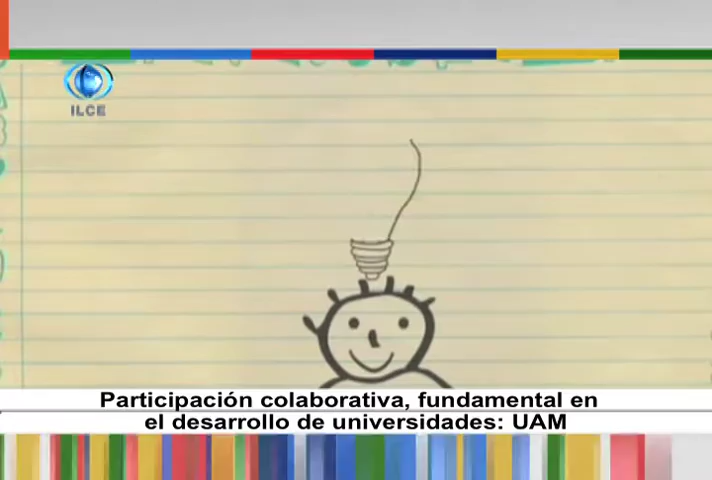 ILCE
Participación colaborativa, fundamental en
el desarrollo de universidades: UAM